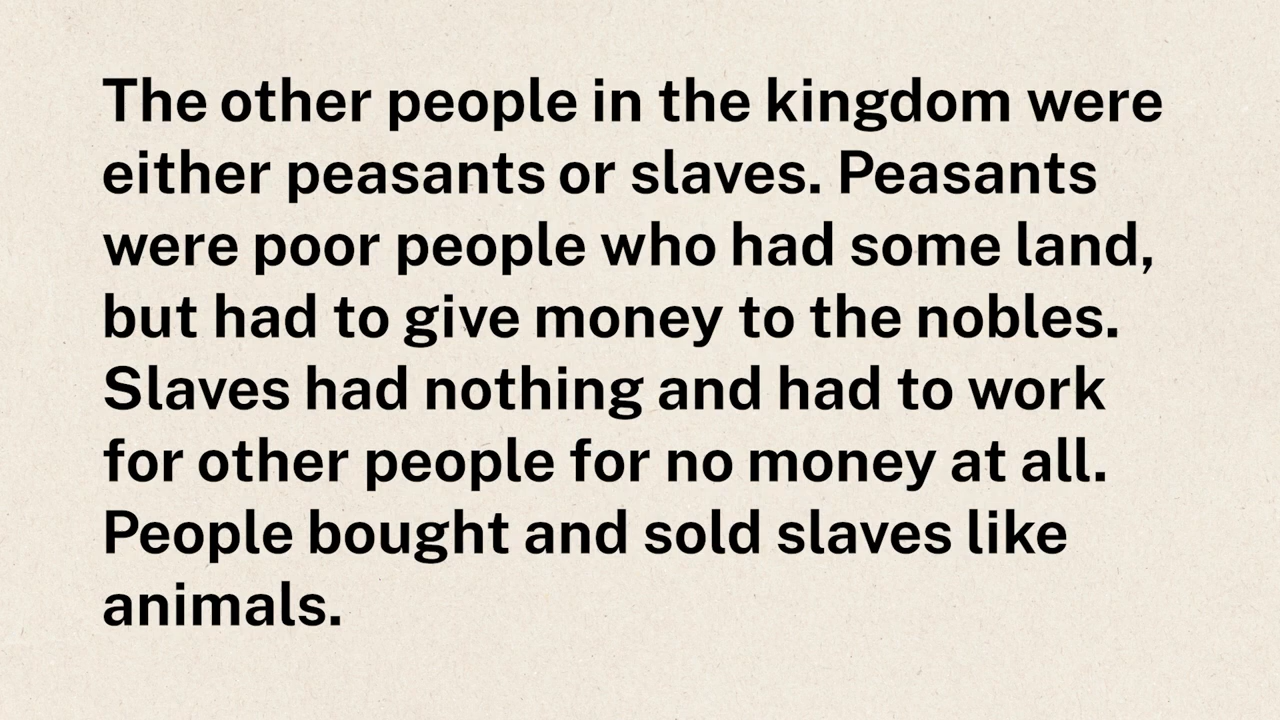 The other people in the kingdom were
either peasants or slaves. Peasants
were poor people who had some land,
but had to give money to the nobles.
Slaves had nothing and had to work
for other people for no money at all.
People bought and sold slaves like
animals.